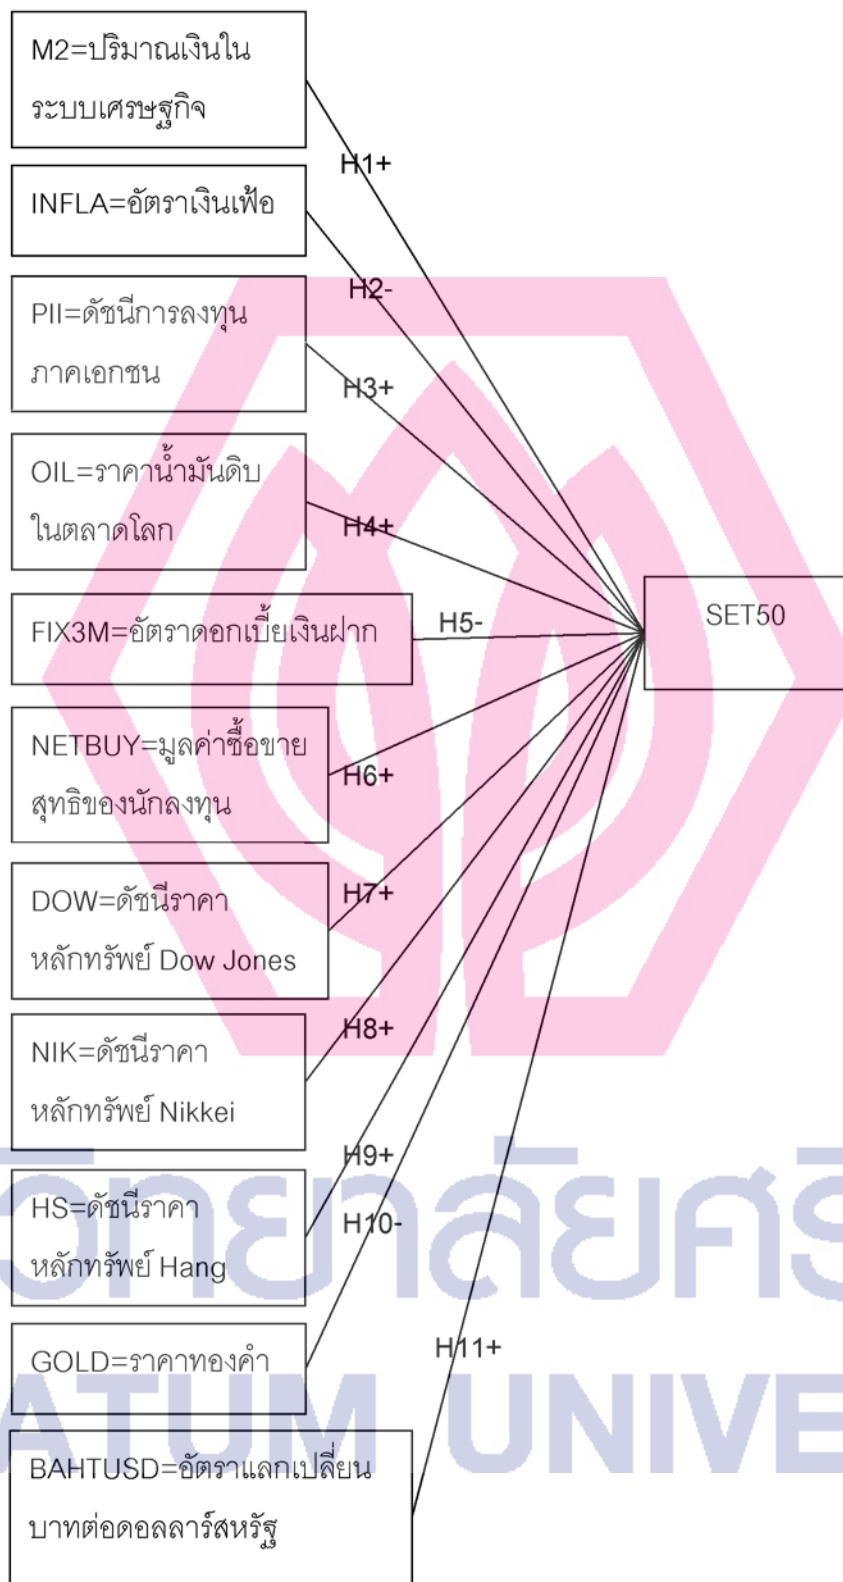 M2=ปริมาณเงินใน
ระบบเศรษฐกิจ
H1+
INFLA=อัตราเงินเฟ้อ
H2-
PII=ดัชนีการลงทุน
ภาคเอกชน
H3+
OIL=ราคาน้ำมันดิบ
ในตลาดโลก
H4+
SET50
FIX3M=อัตราดอกเบี้ยเงินฝาก
H5-
NETBUY=มูลค่าซื้อขาย
สุทธิของนักลงทุน
H6+
DOW=ดัชนีราคา
หลักทรัพย์ Dow Jones
H7+
NIK=ดัชนีราคา
หลักทรัพย์ Nikkei
H8+
HS=ดัชนีราคา
หลักทรัพย์ Hang
H9+
H10-
GOLD=ราคาทองคำ
H11+
BAHTUSD=อัตราแลกเปลี่ยน
บาทต่อดอลลาร์สหรัฐ
วิทยาลัยศรี
ATUM UNIVE